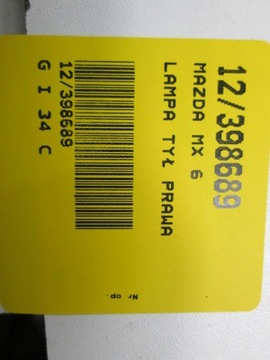 12/398689
MAZDA MX 6
LAMPA TYŁ PRAWA
12/398689
G I 34 C
Nr op.